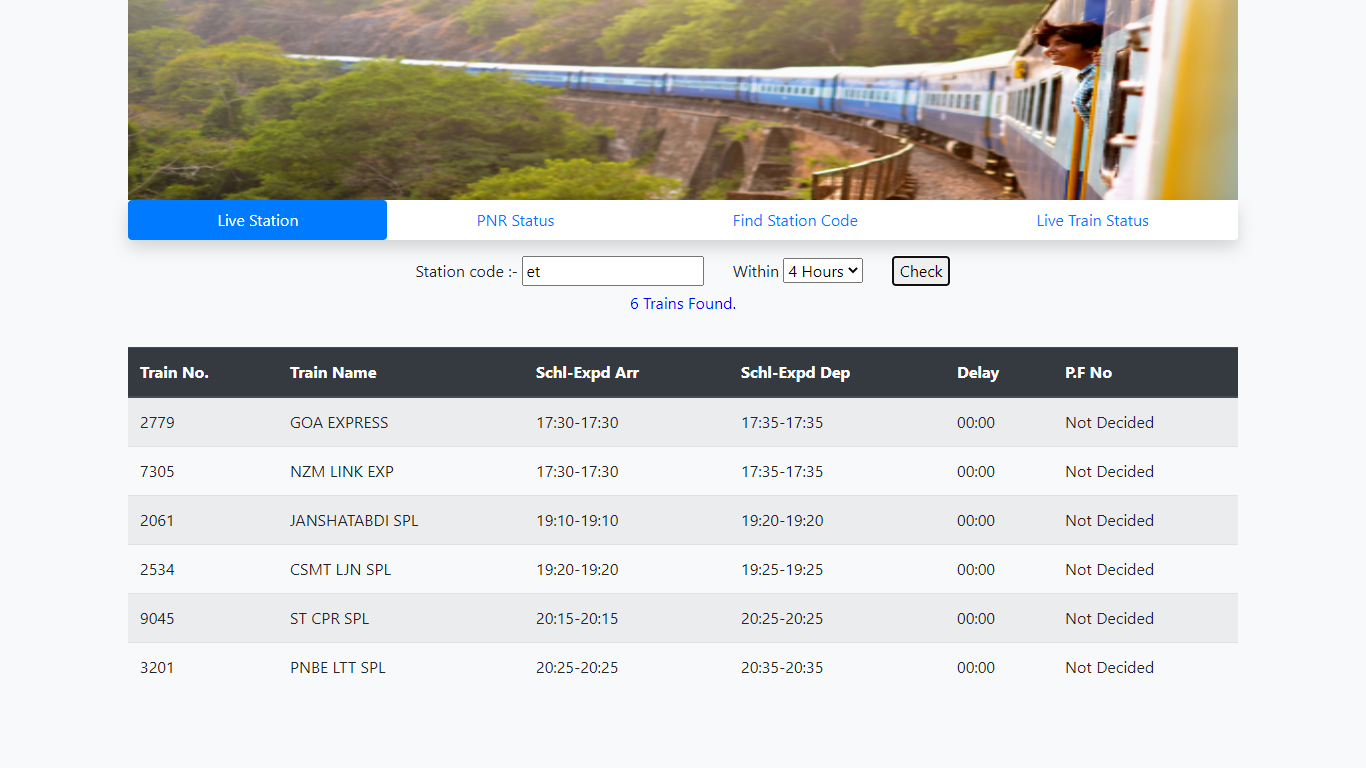 Live Station PNR Status Find Station Code Live Train Status
Station code :- et Within 4 Hours Check
6 Trains Found.
Train No. Train Name Schl-Expd Arr Schl-Expd Dep Delay P.F No
2779 GOA EXPRESS 17:30-17:30 17:35-17:35 00:00 Not Decided
7305 NZM LINK EXP 17:30-17:30 17:35-17:35 00:00 Not Decided
2061 JANSHATABDI SPL 19:10-19:10 19:20-19:20 00:00 Not Decided
2534 CSMT LJN SPL 19:20-19:20 19:25-19:25 00:00 Not Decided
9045 ST CPR SPL 20:15-20:15 20:25-20:25 00:00 Not Decided
3201 PNBE LTT SPL 20:25-20:25 20:35-20:35 00:00 Not Decided